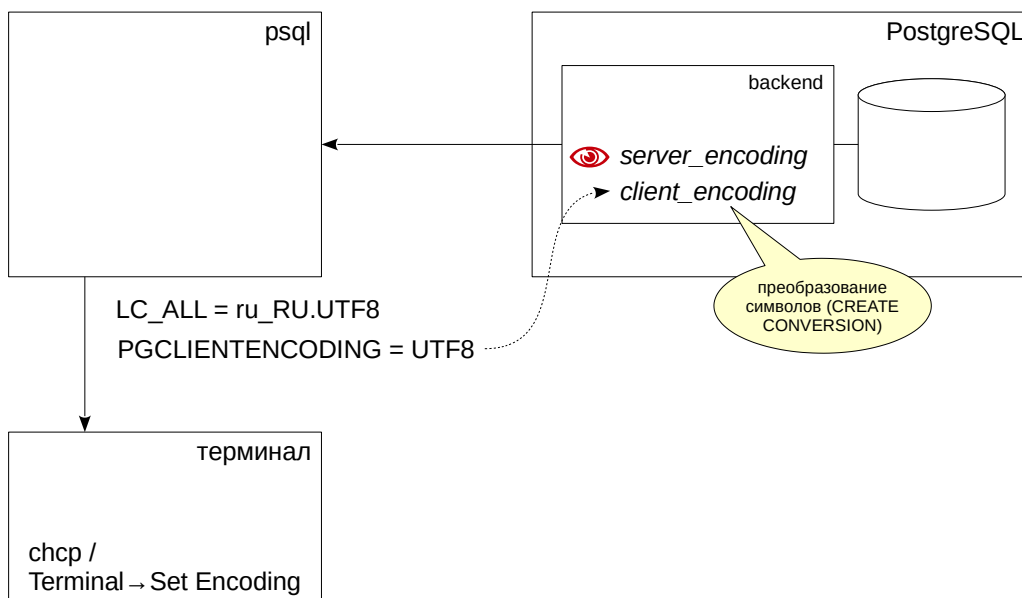 psql
PostgreSQL
backend
server_encoding
client_encoding
преобразование
символов (CREATE
CONVERSION)
LC_ALL = ru_RU.UTF8
PGCLIENTENCODING = UTF8
терминал
chcp /
Terminal→Set Encoding